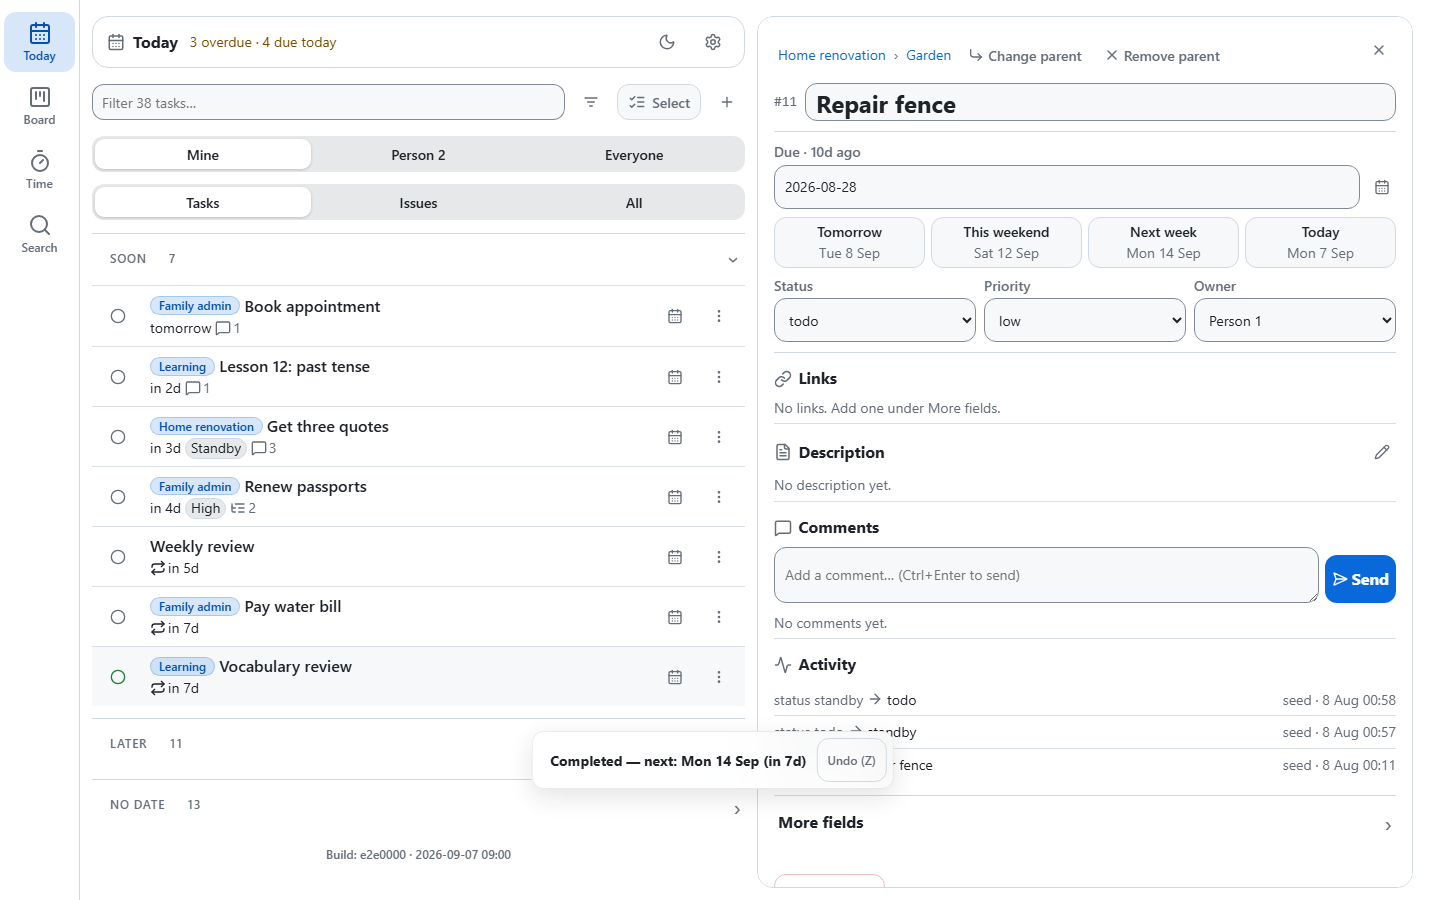 Today
Board
Time
Search
Today 3 overdue · 4 due today
Filter 38 tasks...
Select
Mine Person 2 Everyone
Tasks Issues All
SOON 7
Family admin Book appointment
tomorrow 1
Learning Lesson 12: past tense
in 2d 1
Home renovation Get three quotes
in 3d Standby 3
Family admin Renew passports
in 4d High 2
Weekly review
in 5d
Family admin Pay water bill
in 7d
Learning Vocabulary review
in 7d
LATER 11
NO DATE 13
Build: e2e0000 · 2026-09-07 09:00
Completed — next: Mon 14 Sep (in 7d) Undo (Z)
Home renovation › Garden Change parent Remove parent
#11 Repair fence
Due · 10d ago
2026-08-28
Tomorrow
Tue 8 Sep
This weekend
Sat 12 Sep
Next week
Mon 14 Sep
Today
Mon 7 Sep
Status Priority Owner
todo low Person 1
Links
No links. Add one under More fields.
Description
No description yet.
Comments
Add a comment... (Ctrl+Enter to send)
Send
No comments yet.
Activity
status standby → todo seed · 8 Aug 00:58
status todo → standby seed · 8 Aug 00:57
fence seed · 8 Aug 00:11
More fields